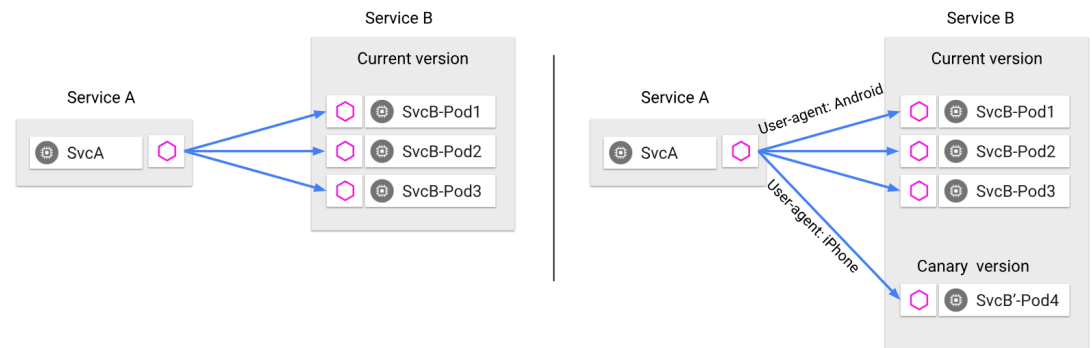 Service B
Current version
Service A
SvcA
SvcB-Pod1
SvcB-Pod2
SvcB-Pod3
Service B
Current version
Service A
SvcA
User-agent: Android
User-agent: iPhone
SvcB-Pod1
SvcB-Pod2
SvcB-Pod3
Canary version
SvcB’-Pod4